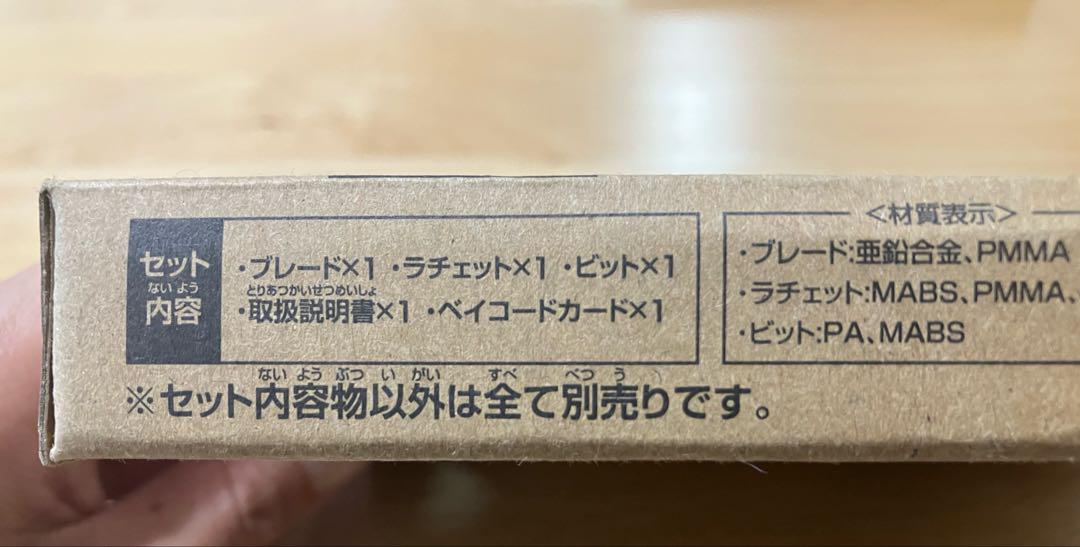 セット
ないよう
内容
・ブレード×1 ・ラチェット×1 ・ビット×1
とりあつかいせつめいしょ
・取扱説明書×1 ・ベイコードカード×1
<材質表示>
・ブレード:亜鉛合金、PMMA
・ラチェット:MABS、PMMA、
・ビット:PA、MABS
ないようぶついがい すべ べつう
※セット内容物以外は全て別売りです。